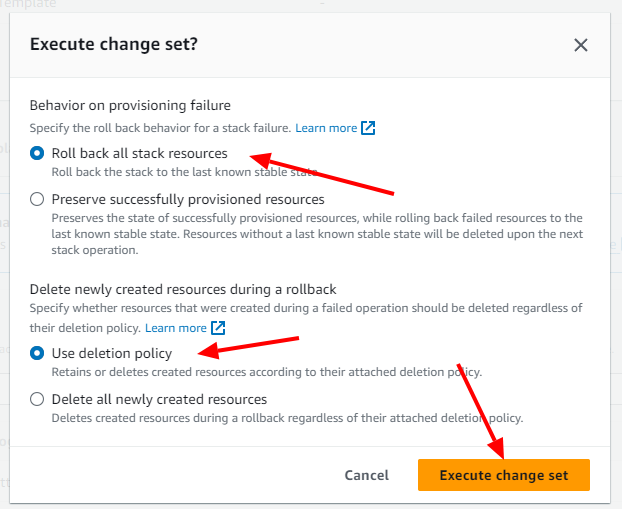 Template
-
Execute change set?
Behavior on provisioning failure
Specify the roll back behavior for a stack failure. Learn more
Roll back all stack resources
Roll back the stack to the last known stable state.
Preserve successfully provisioned resources
Preserves the state of successfully provisioned resources, while rolling back failed resources to the
last known stable state. Resources without a last known stable state will be deleted upon the next
stack operation.
Delete newly created resources during a rollback
Specify whether resources that were created during a failed operation should be deleted regardless of
their deletion policy. Learn more
Use deletion policy
Retains or deletes created resources according to their attached deletion policy.
Delete all newly created resources
Deletes created resources during a rollback regardless of their attached deletion policy.
Cancel
Execute change set